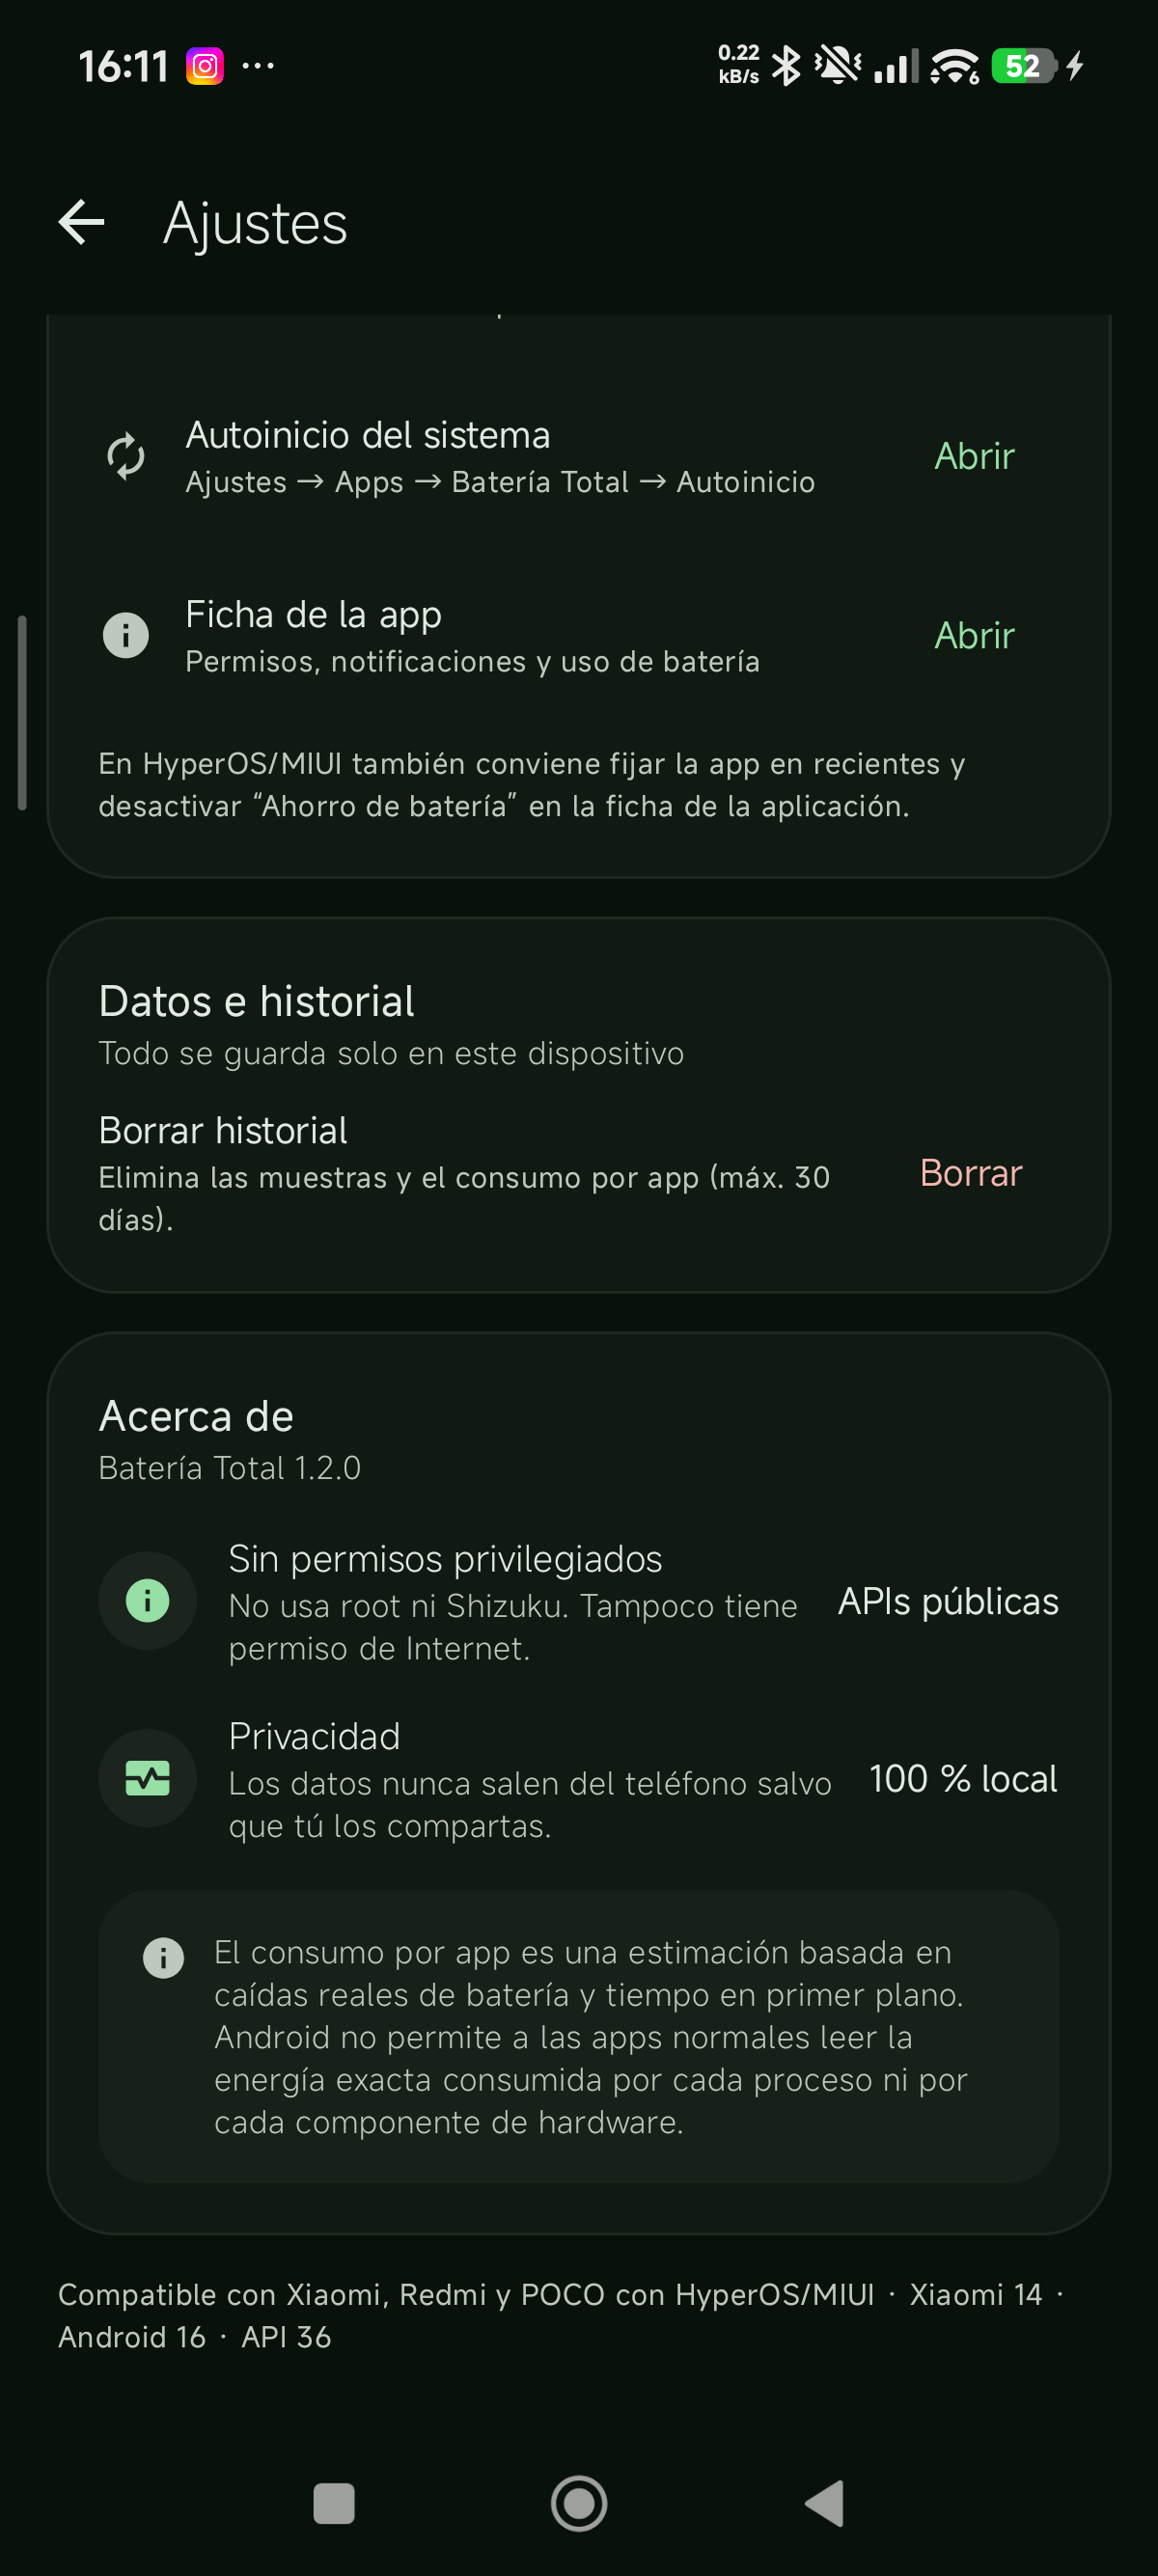 16:11 ...
0.22
kB/s
6
52
Ajustes
Autoinicio del sistema
Ajustes → Apps → Batería Total → Autoinicio
Abrir
Ficha de la app
Permisos, notificaciones y uso de batería
Abrir
En HyperOS/MIUI también conviene fijar la app en recientes y
desactivar “Ahorro de batería” en la ficha de la aplicación.
Datos e historial
Todo se guarda solo en este dispositivo
Borrar historial
Elimina las muestras y el consumo por app (máx. 30
días).
Borrar
Acerca de
Batería Total 1.2.0
Sin permisos privilegiados
No usa root ni Shizuku. Tampoco tiene
permiso de Internet.
APIs públicas
Privacidad
Los datos nunca salen del teléfono salvo
que tú los compartas.
100 % local
El consumo por app es una estimación basada en
caídas reales de batería y tiempo en primer plano.
Android no permite a las apps normales leer la
energía exacta consumida por cada proceso ni por
cada componente de hardware.
Compatible con Xiaomi, Redmi y POCO con HyperOS/MIUI · Xiaomi 14 ·
Android 16 · API 36